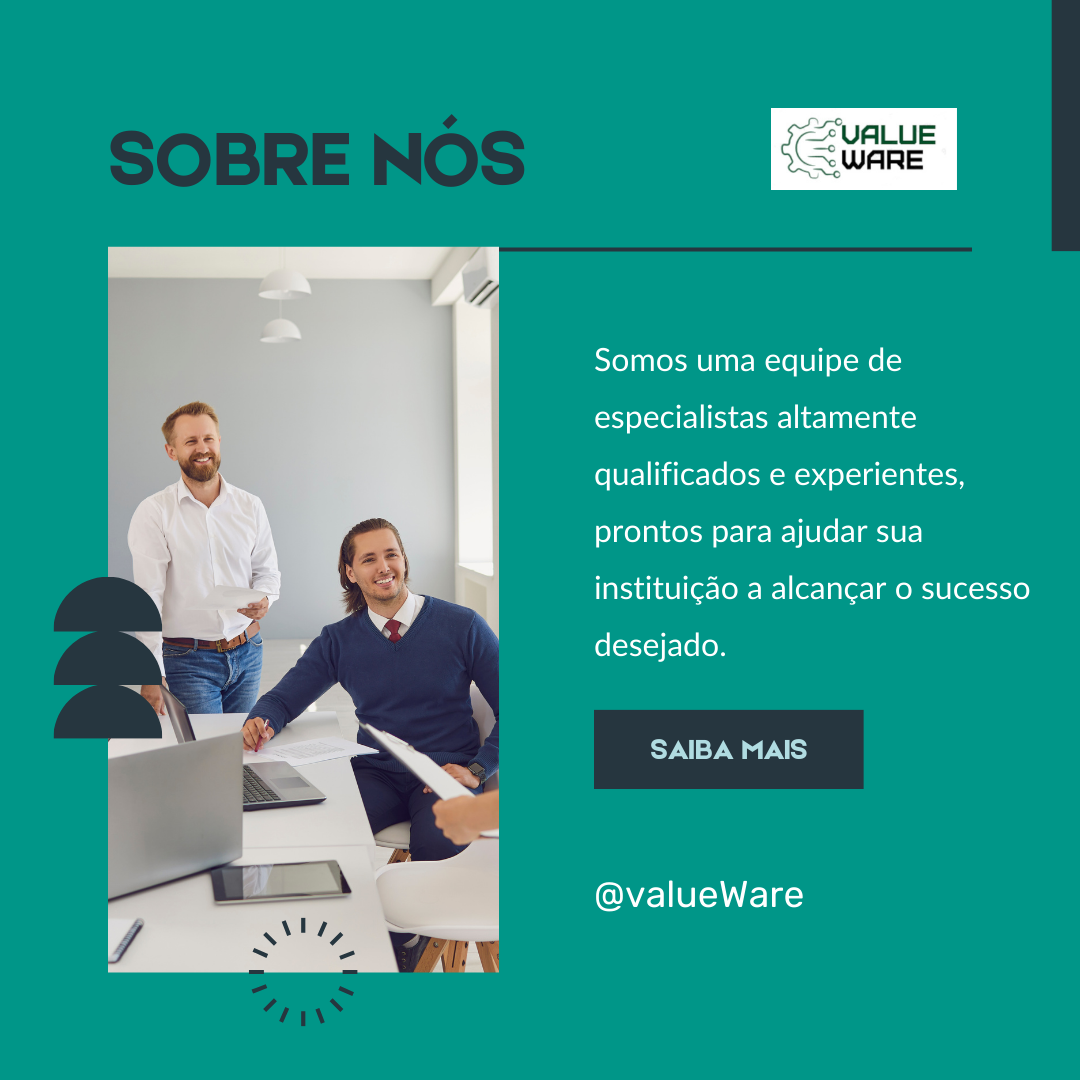 SOBRE NÓS
VALUE
WARE
Somos uma equipe de
especialistas altamente
qualificados e experientes,
prontos para ajudar sua
instituição a alcançar o sucesso
desejado.
SAIBA MAIS
@valueWare